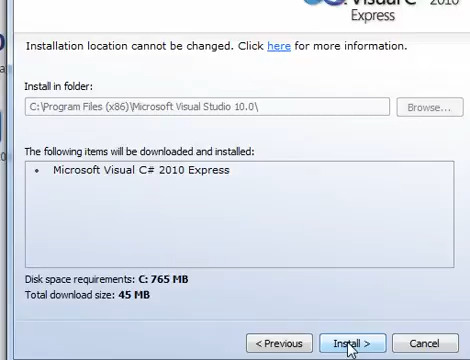 Visual C 2010
Express
Installation location cannot be changed. Click here for more information.
Install in folder:
C:\Program Files (x86)\Microsoft Visual Studio 10.0\
Browse...
The following items will be downloaded and installed:
• Microsoft Visual C# 2010 Express
Disk space requirements: C: 765 MB
Total download size: 45 MB
< Previous
Install >
Cancel